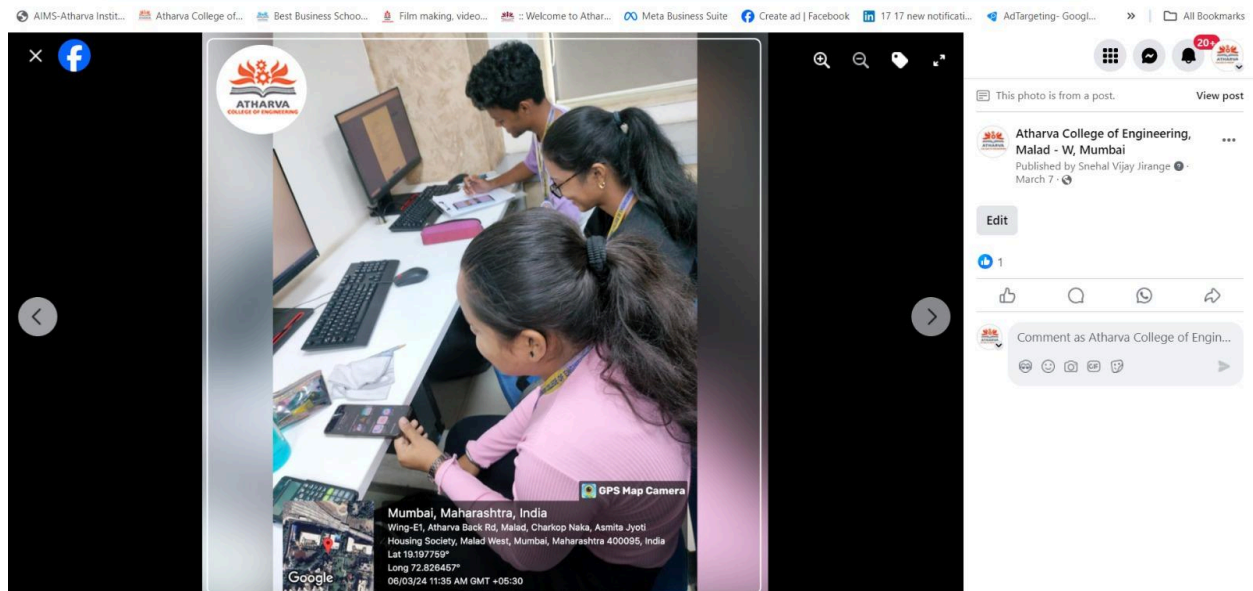 AIMS-Atharva Instit...
Atharva College of...
Best Business Schoo...
Film making, video...
:: Welcome to Athar...
Meta Business Suite
Create ad | Facebook
17 17 new notificati...
AdTargeting- Googl...
»
All Bookmarks
ATHARVA
COLLEGE OF ENGINEERING
GPS Map Camera
Mumbai, Maharashtra, India
Wing-E1, Atharva Back Rd, Malad, Charkop Naka, Asmita Jyoti
Housing Society, Malad West, Mumbai, Maharashtra 400095, India
Lat 19.197759°
Long 72.826457°
06/03/24 11:35 AM GMT +05:30
Google
20+
This photo is from a post.
View post
Atharva College of Engineering,
Malad - W, Mumbai
Published by Snehal Vijay Jirange
March 7 ·
Edit
1
Comment as Atharva College of Engin...
GIF